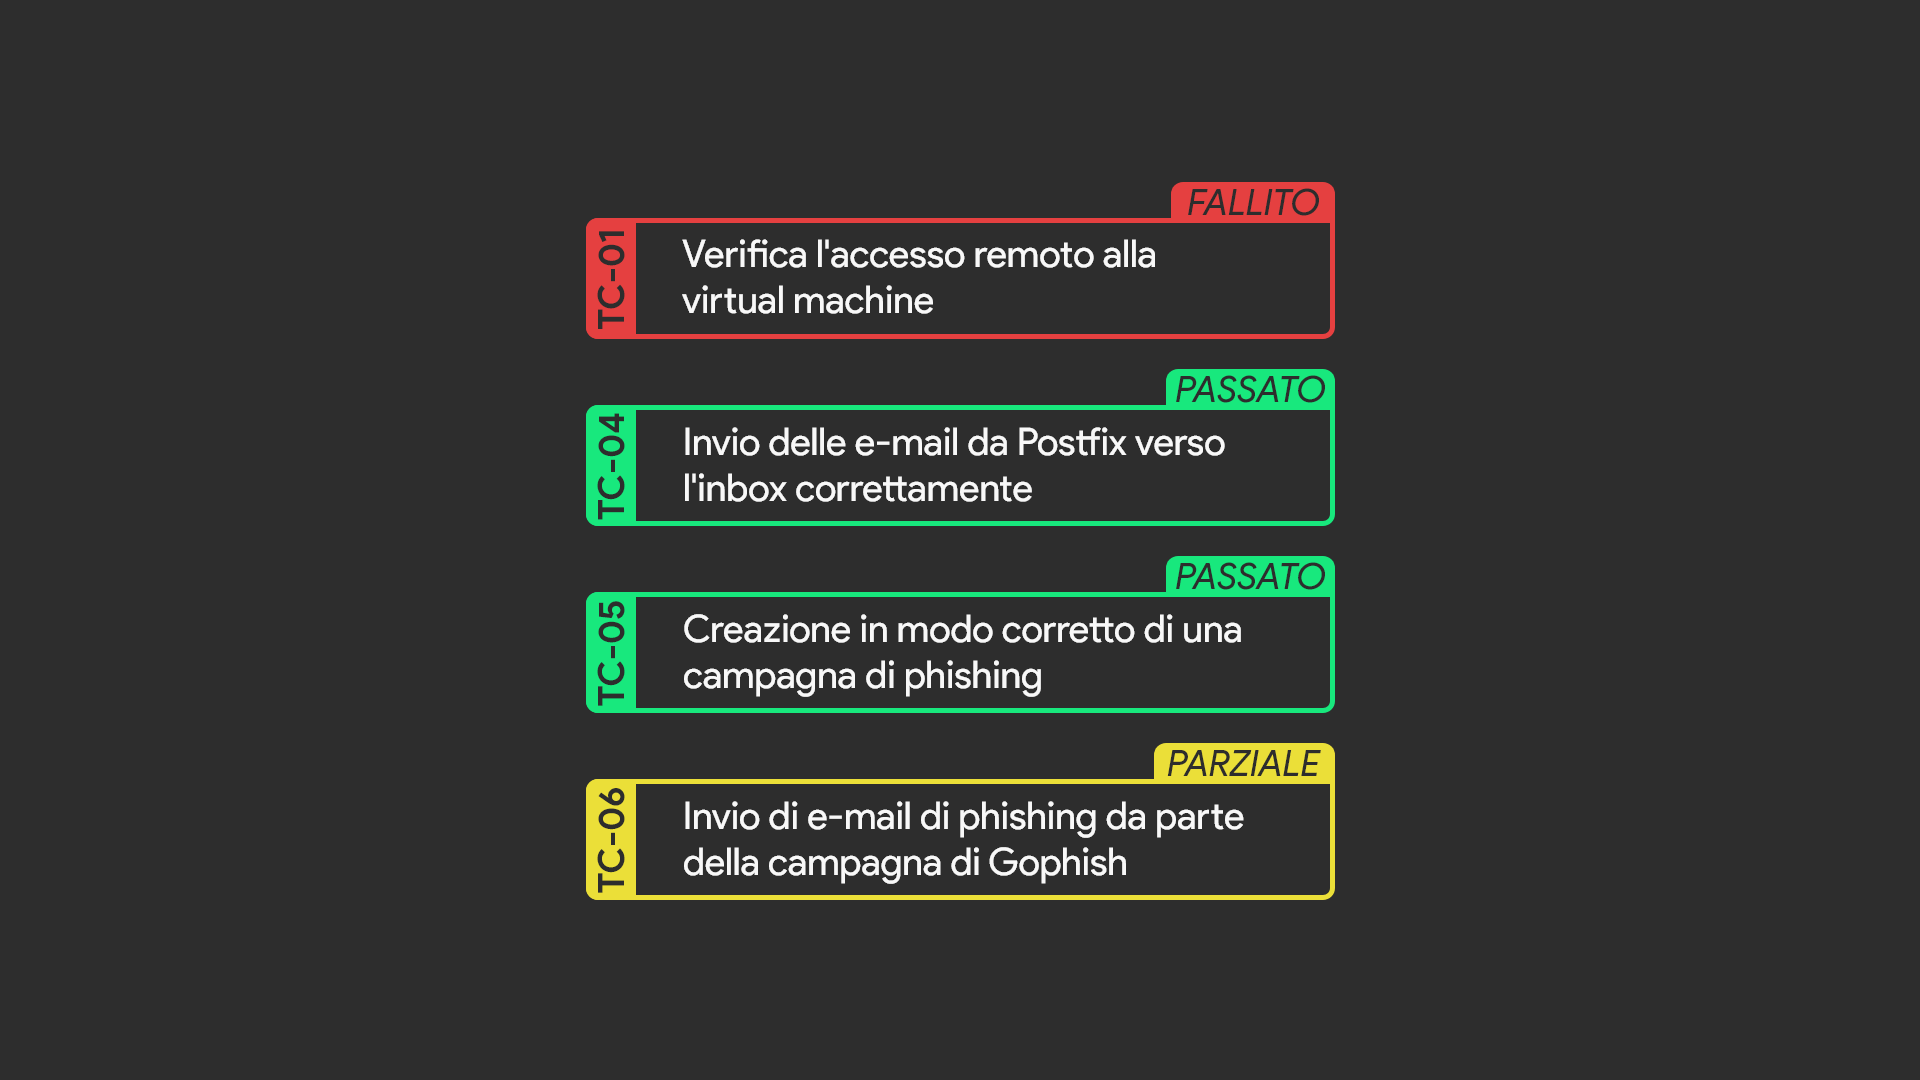 FALLITO
TC-01
Verifica l'accesso remoto alla
virtual machine
PASSATO
TC-04
Invio delle e-mail da Postfix verso
l'inbox correttamente
PASSATO
TC-05
Creazione in modo corretto di una
campagna di phishing
PARZIALE
TC-06
Invio di e-mail di phishing da parte
della campagna di Gophish